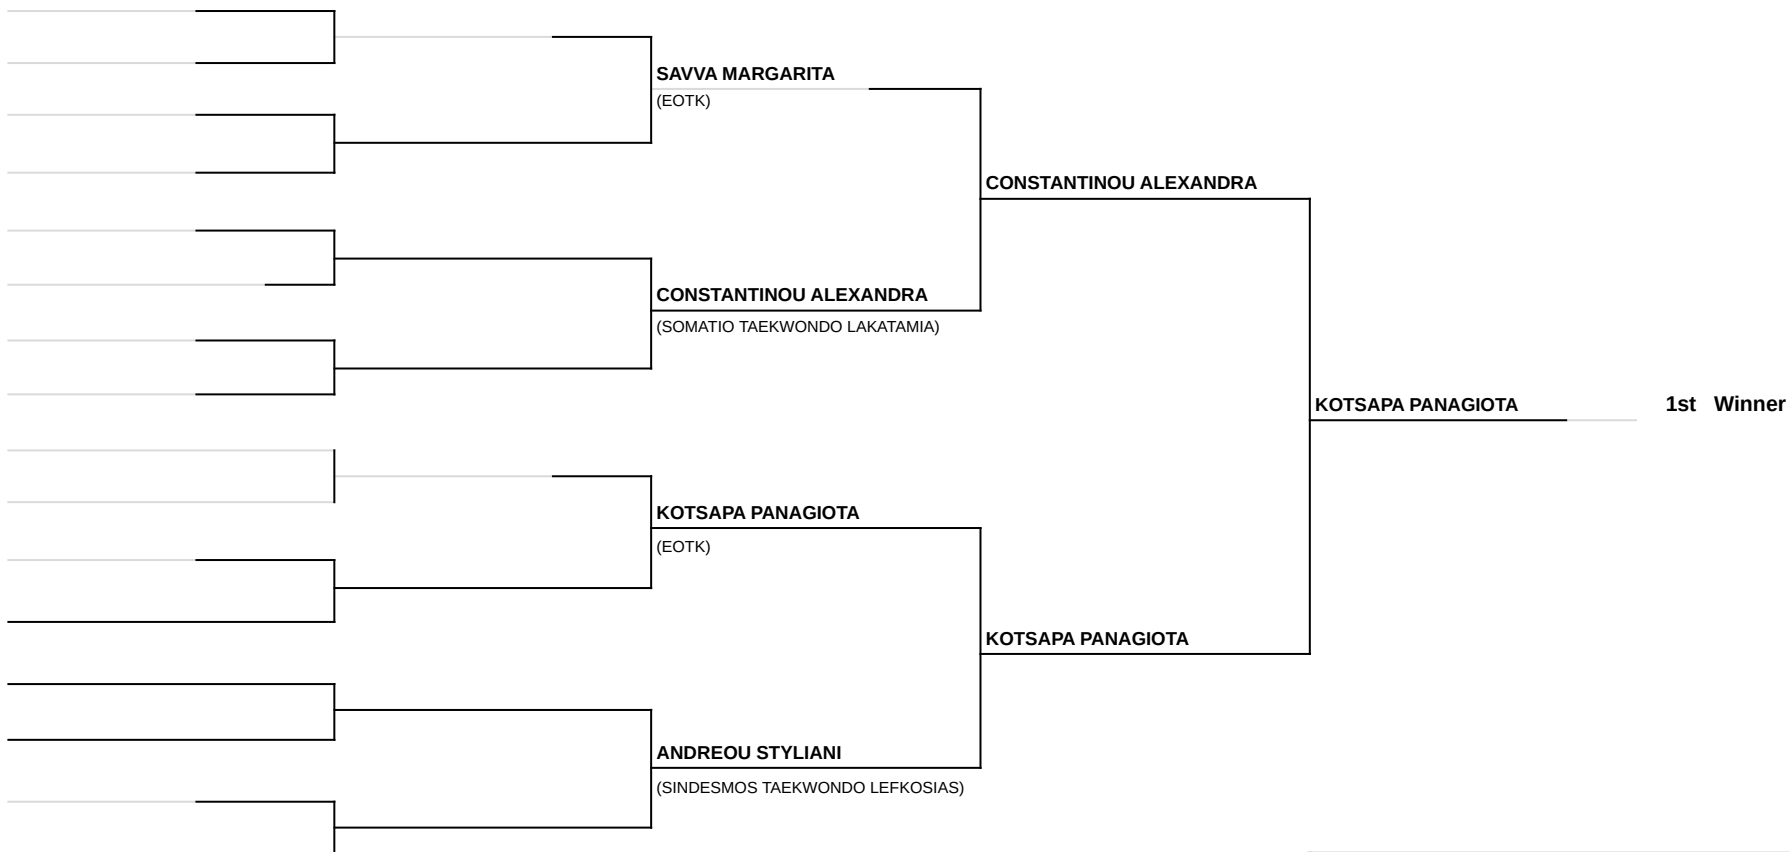 SAVVA MARGARITA
(EOTK)
CONSTANTINOU ALEXANDRA
CONSTANTINOU ALEXANDRA
(SOMATIO TAEKWONDO LAKATAMIA)
KOTSAPA PANAGIOTA 1st Winner
KOTSAPA PANAGIOTA
(EOTK)
KOTSAPA PANAGIOTA
ANDREOU STYLIANI
(SINDESMOS TAEKWONDO LEFKOSIAS)